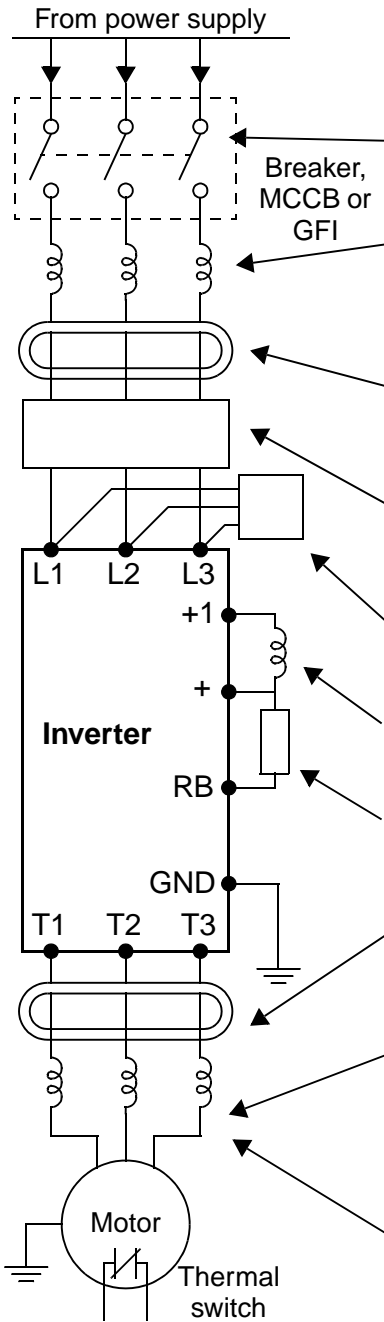 From power supply
Breaker,
MCCB or
GFI
L1 L2 L3
+1
+
Inverter
RB
GND
T1 T2 T3
Motor
Thermal
switch